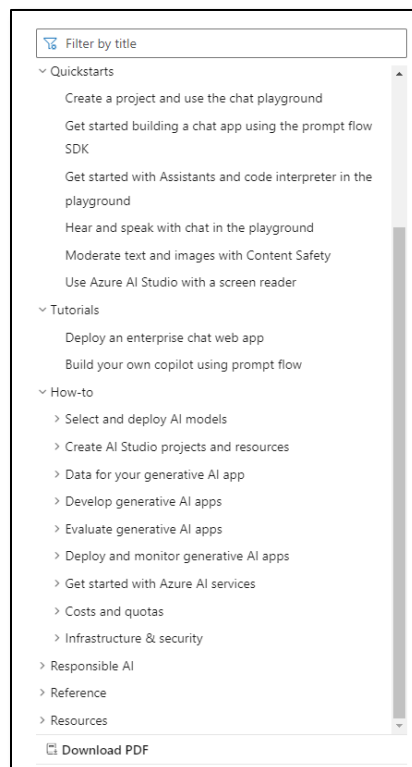 Filter by title
Quickstarts
Create a project and use the chat playground
Get started building a chat app using the prompt flow
SDK
Get started with Assistants and code interpreter in the
playground
Hear and speak with chat in the playground
Moderate text and images with Content Safety
Use Azure AI Studio with a screen reader
Tutorials
Deploy an enterprise chat web app
Build your own copilot using prompt flow
How-to
Select and deploy AI models
Create AI Studio projects and resources
Data for your generative AI app
Develop generative AI apps
Evaluate generative AI apps
Deploy and monitor generative AI apps
Get started with Azure AI services
Costs and quotas
Infrastructure & security
Responsible AI
Reference
Resources
Download PDF